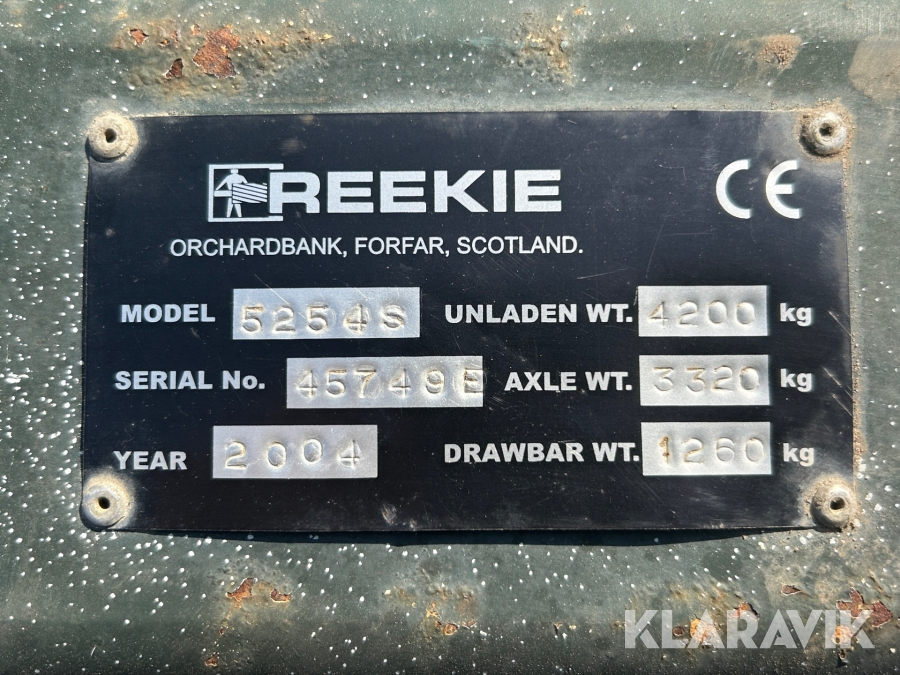 REEKIE CE
ORCHARDBANK, FORFAR, SCOTLAND.
MODEL 5254S UNLADEN WT. 4200 kg
SERIAL No. 45749E AXLE WT. 3320 kg
YEAR 2004 DRAWBAR WT. 1260 kg
KLARAVIK